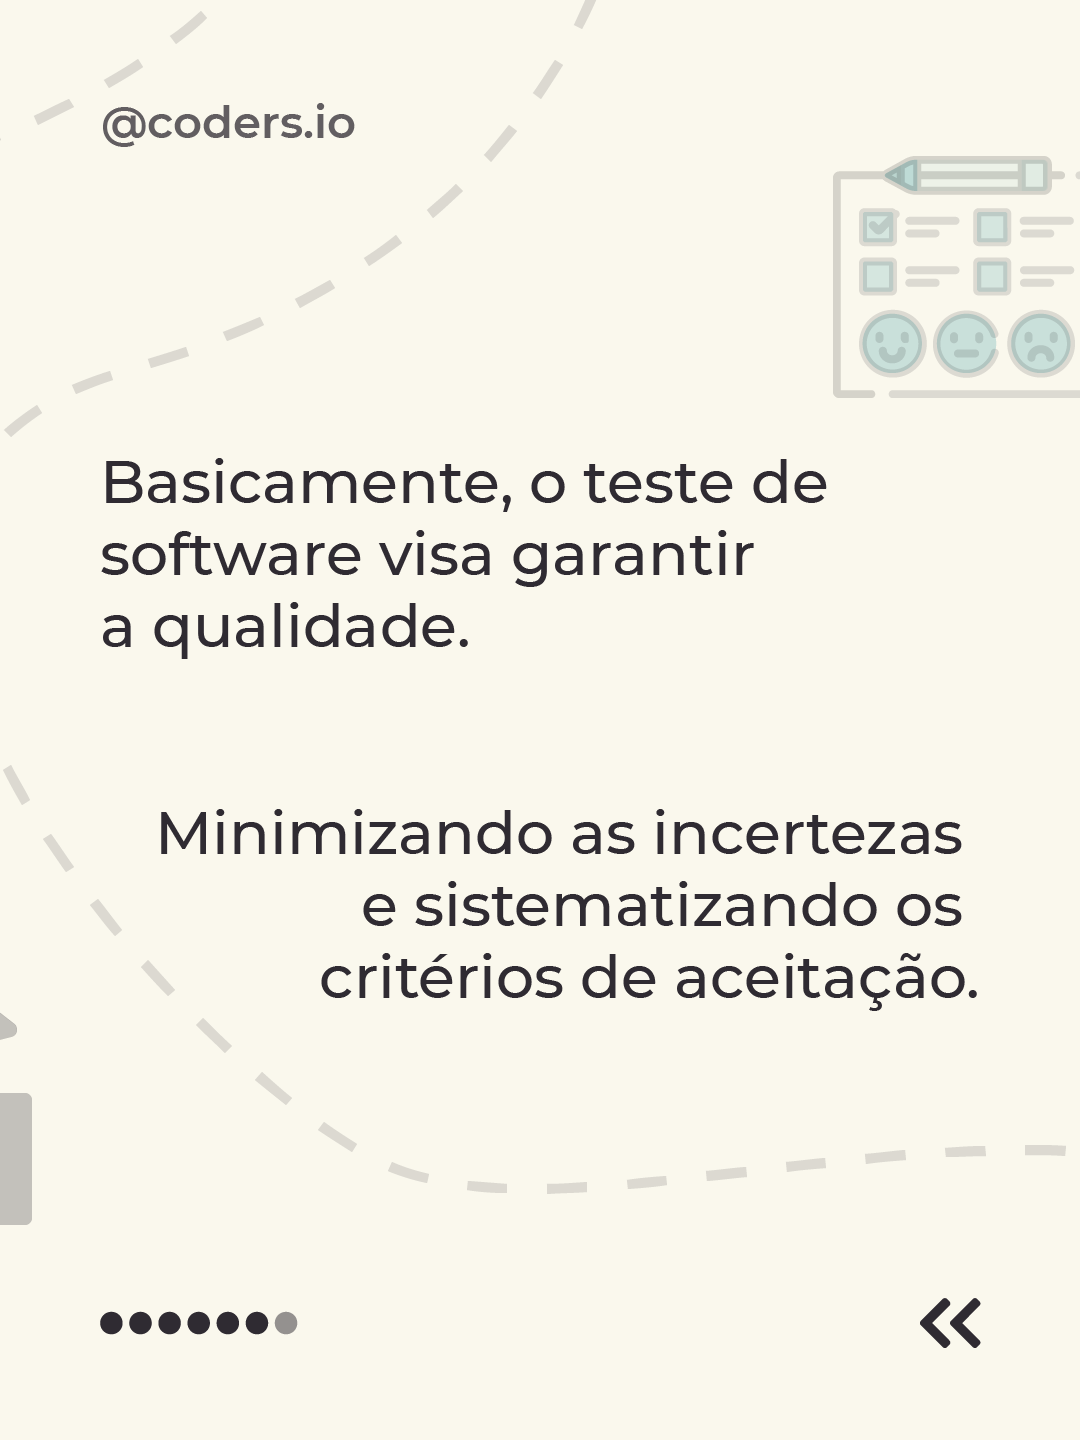 @coders.io
Basicamente, o teste de
software visa garantir
a qualidade.
Minimizando as incertezas
e sistematizando os
critérios de aceitação.